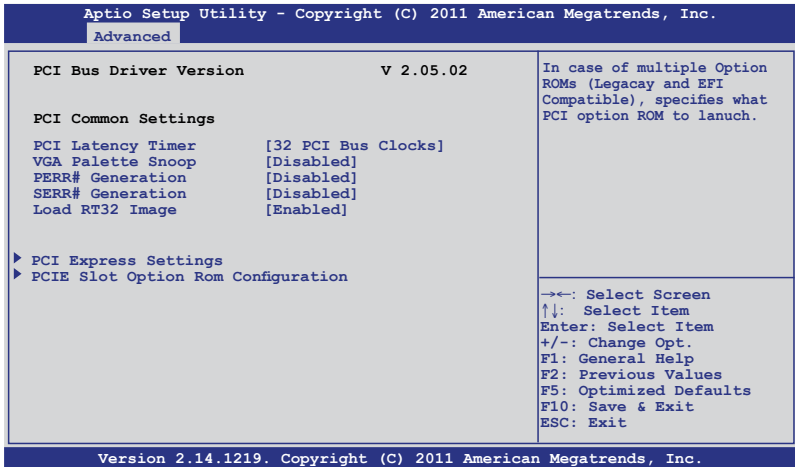 Aptio Setup Utility - Copyright (C) 2011 American Megatrends, Inc.
Advanced
PCI Bus Driver Version V 2.05.02
PCI Common Settings
PCI Latency Timer [32 PCI Bus Clocks]
VGA Palette Snoop [Disabled]
PERR# Generation [Disabled]
SERR# Generation [Disabled]
Load RT32 Image [Enabled]
PCI Express Settings
PCIE Slot Option Rom Configuration
In case of multiple Option
ROMs (Legacay and EFI
Compatible), specifies what
PCI option ROM to lanuch.
→←: Select Screen
↑↓: Select Item
Enter: Select Item
+/-: Change Opt.
F1: General Help
F2: Previous Values
F5: Optimized Defaults
F10: Save & Exit
ESC: Exit
Version 2.14.1219. Copyright (C) 2011 American Megatrends, Inc.